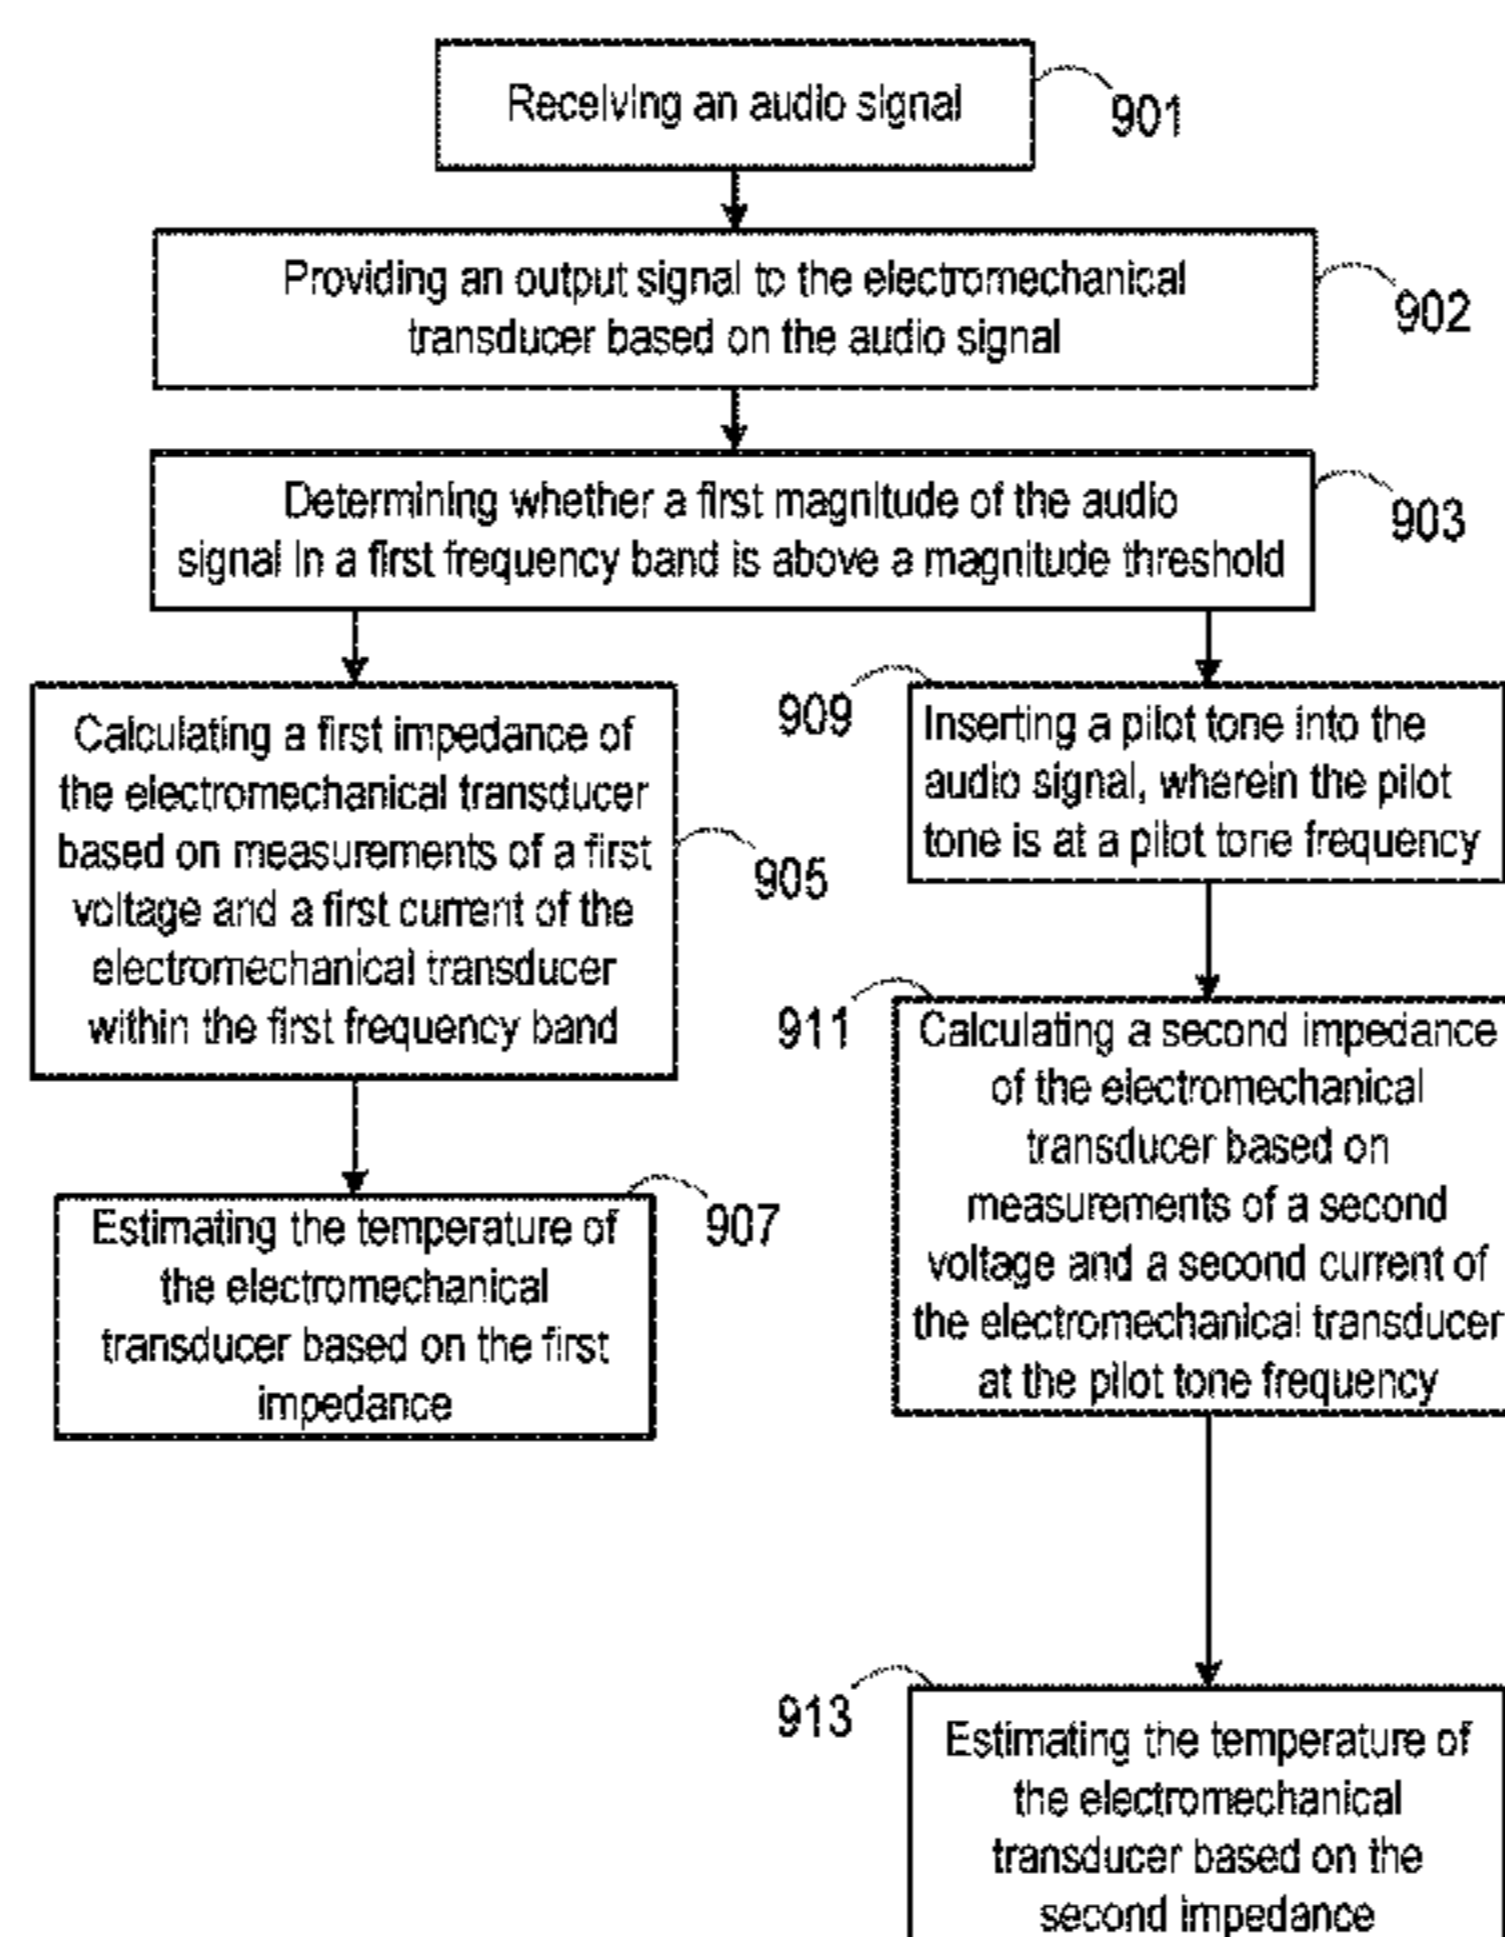 Receiving an audio signal
901
Providing an output signal to the electromechanical
transducer based on the audio signal
902
Determining whether a first magnitude of the audio
signal in a first frequency band is above a magnitude threshold
903
Calculating a first impedance of
the electromechanical transducer
based on measurements of a first
voltage and a first current of the
electromechanical transducer
within the first frequency band
905
Estimating the temperature of
the electromechanical
transducer based on the first
impedance
907
909
Inserting a pilot tone into the
audio signal, wherein the pilot
tone is at a pilot tone frequency
911
Calculating a second impedance
of the electromechanical
transducer based on
measurements of a second
voltage and a second current of
the electromechanical transducer
at the pilot tone frequency
913
Estimating the temperature of
the electromechanical
transducer based on the
second impedance